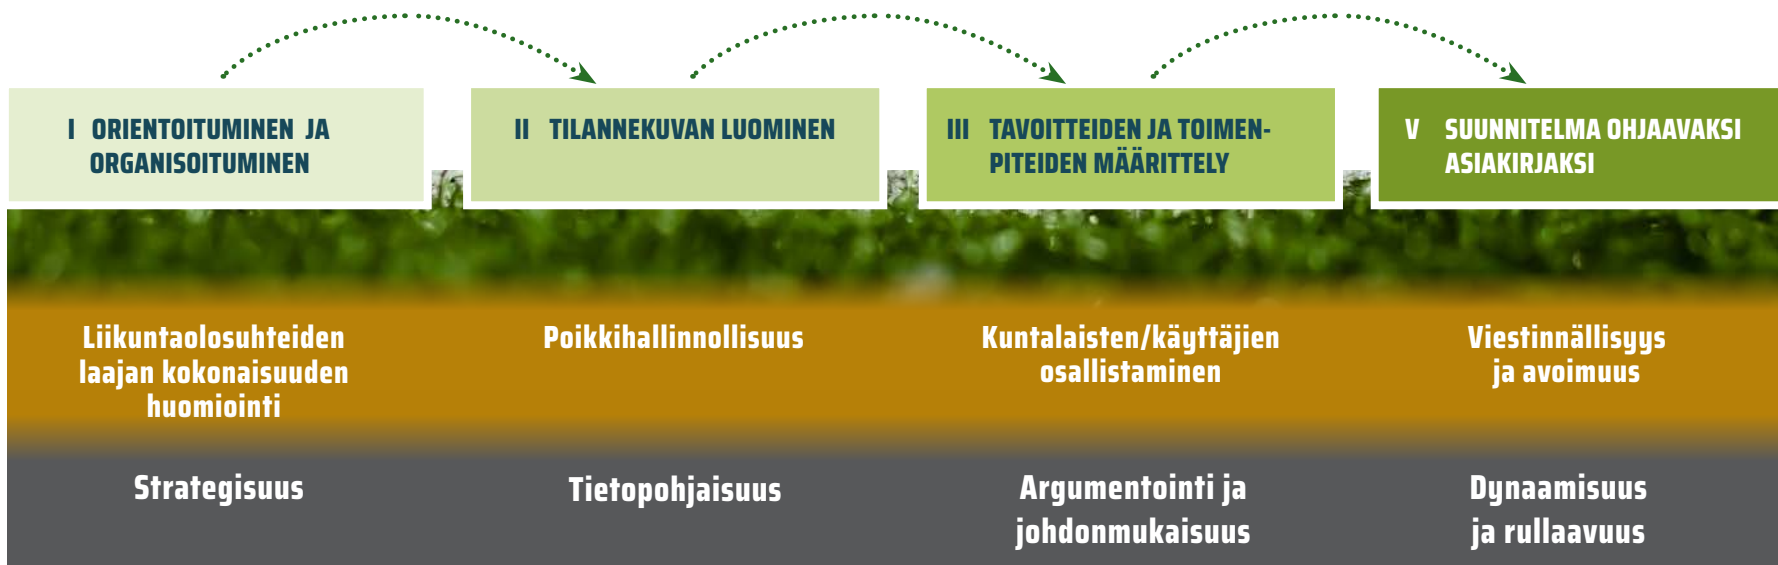 I ORIENTOITUMINEN JA
ORGANISOITUMINEN
II TILANNEKUVAN LUOMINEN
III TAVOITTEIDEN JA TOIMEN-
PITEIDEN MÄÄRITTELY
V SUUNNITELMA OHJAAVAKSI
ASIAKIRJAKSI
Liikuntaolosuhteiden
laajan kokonaisuuden
huomiointi
Poikkihallinnollisuus
Kuntalaisten/käyttäjien
osallistaminen
Viestinnällisyys
ja avoimuus
Strategisuus
Tietopohjaisuus
Argumentointi ja
johdonmukaisuus
Dynaamisuus
ja rullaavuus